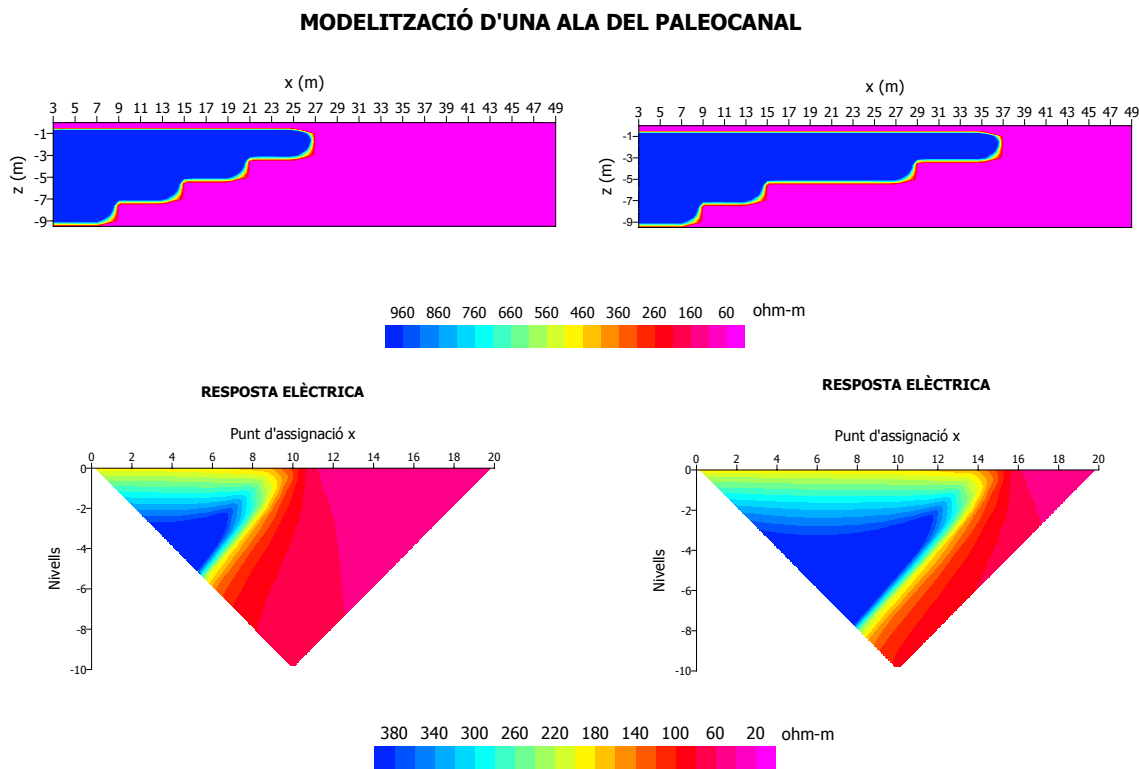 MODELITZACIÓ D'UNA ALA DEL PALEOCANAL
x (m)
3 5 7 9 11 13 15 17 19 21 23 25 27 29 31 33 35 37 39 41 43 45 47 49
z (m)
-1
-3
-5
-7
-9
x (m)
3 5 7 9 11 13 15 17 19 21 23 25 27 29 31 33 35 37 39 41 43 45 47 49
z (m)
-1
-3
-5
-7
-9
960 860 760 660 560 460 360 260 160 60 ohm-m
RESPOSTA ELÈCTRICA
Punt d'assignació x
0 2 4 6 8 10 12 14 16 18 20
Nivells
0
-2
-4
-6
-8
-10
RESPOSTA ELÈCTRICA
Punt d'assignació x
0 2 4 6 8 10 12 14 16 18 20
Nivells
0
-2
-4
-6
-8
-10
380 340 300 260 220 180 140 100 60 20 ohm-m